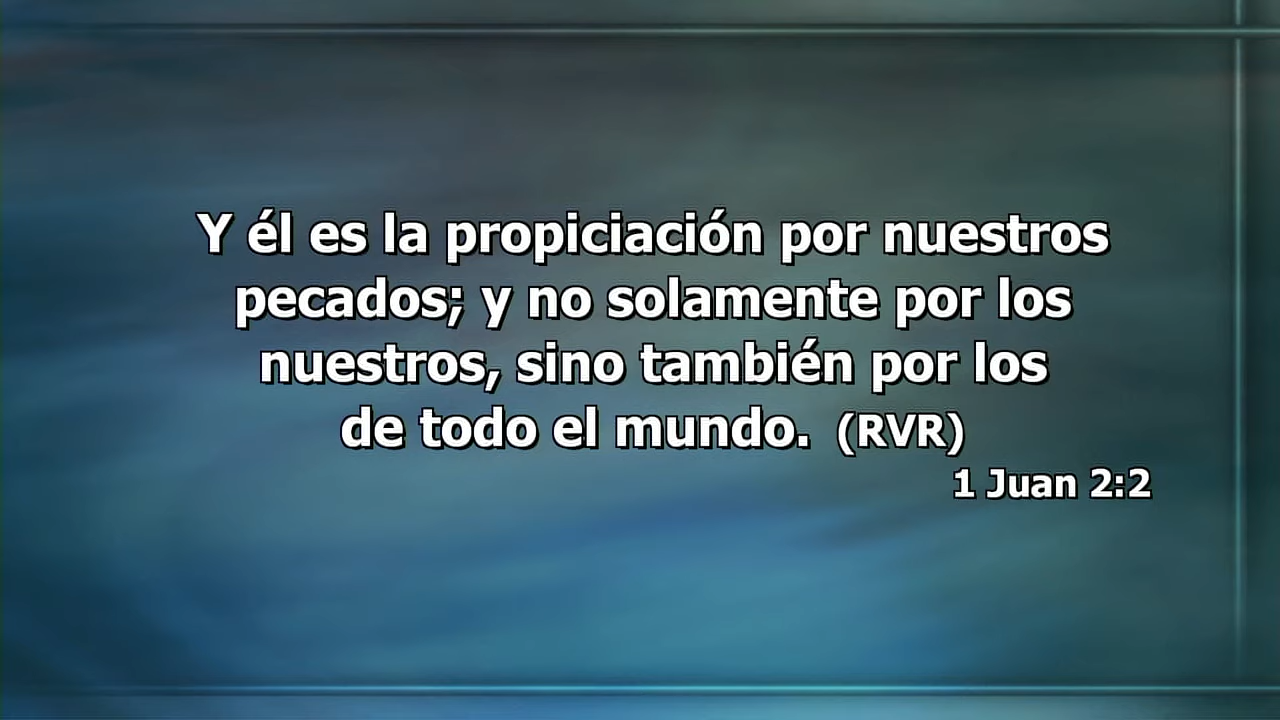 Y él es la propiciación por nuestros
pecados; y no solamente por los
nuestros, sino también por los
de todo el mundo. (RVR)
1 Juan 2:2